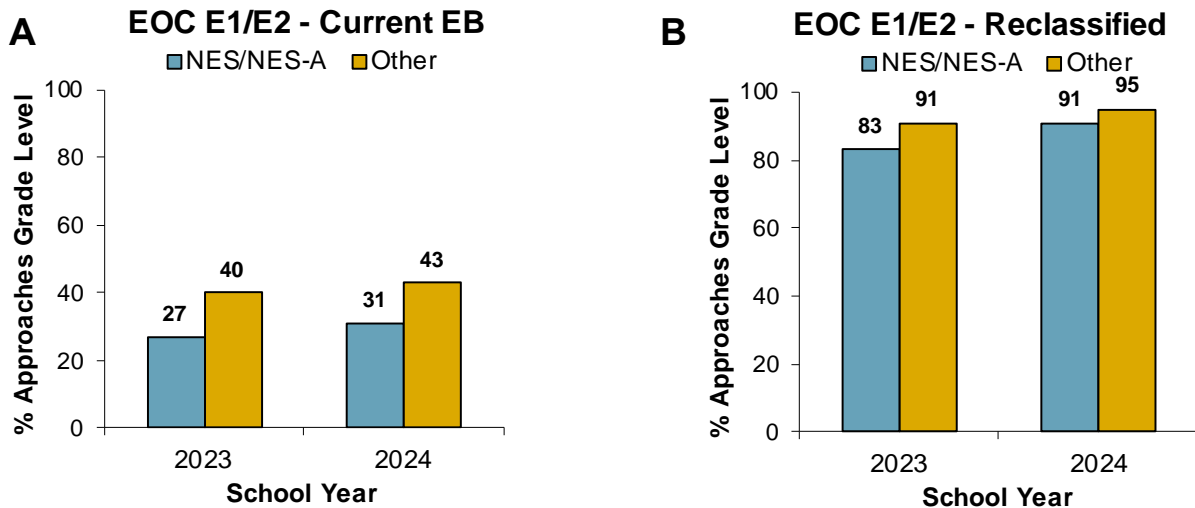 A
EOC E1/E2 - Current EB
NES/NES-A Other
% Approaches Grade Level
100
80
60
40
20
0
27
40
31
43
2023 2024
School Year
B
EOC E1/E2 - Reclassified
NES/NES-A Other
% Approaches Grade Level
100
80
60
40
20
0
83
91
91
95
2023 2024
School Year